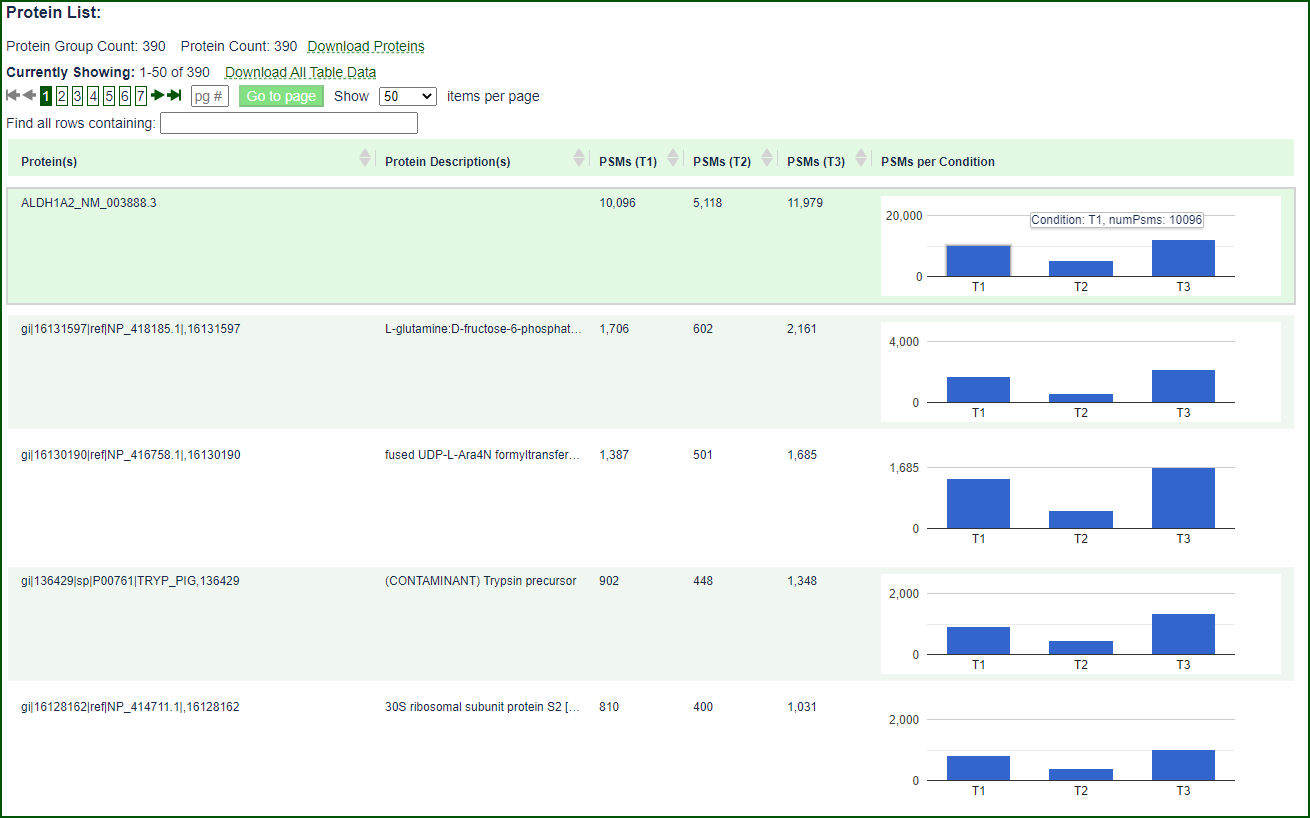 Protein List:
Protein Group Count: 390 Protein Count: 390 Download Proteins
Currently Showing: 1-50 of 390 Download All Table Data
1 2 3 4 5 6 7 pg # Go to page Show 50 items per page
Find all rows containing:
Protein(s) Protein Description(s) PSMs (T1) PSMs (T2) PSMs (T3) PSMs per Condition
ALDH1A2_NM_003888.3 10,096 5,118 11,979
20,000
Condition: T1, numPsms: 10096
0
T1 T2 T3
gi|16131597|ref|NP_418185.1|,16131597 L-glutamine:D-fructose-6-phosphat... 1,706 602 2,161
4,000
0
T1 T2 T3
gi|16130190|ref|NP_416758.1|,16130190 fused UDP-L-Ara4N formyltransfer... 1,387 501 1,685
1,685
0
T1 T2 T3
gi|136429|sp|P00761|TRYP_PIG,136429 (CONTAMINANT) Trypsin precursor 902 448 1,348
2,000
0
T1 T2 T3
gi|16128162|ref|NP_414711.1|,16128162 30S ribosomal subunit protein S2 [... 810 400 1,031
2,000
0
T1 T2 T3